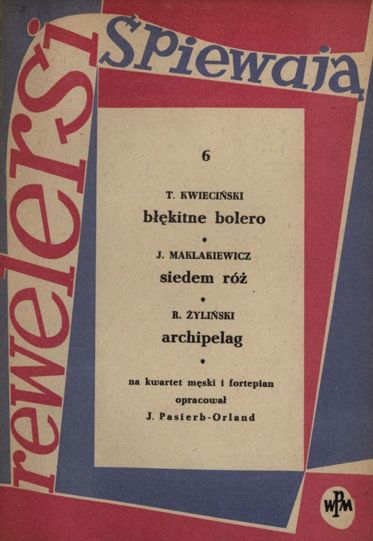 rewelersi
śpiewają
6
T. KWIECIŃSKI
błękitne bolero
J. MAKLAKIEWICZ
siedem róż
R. ŻYLIŃSKI
archipelag
na kwartet męski i fortepian
opracował
J. Pasierb-Orland
WPM